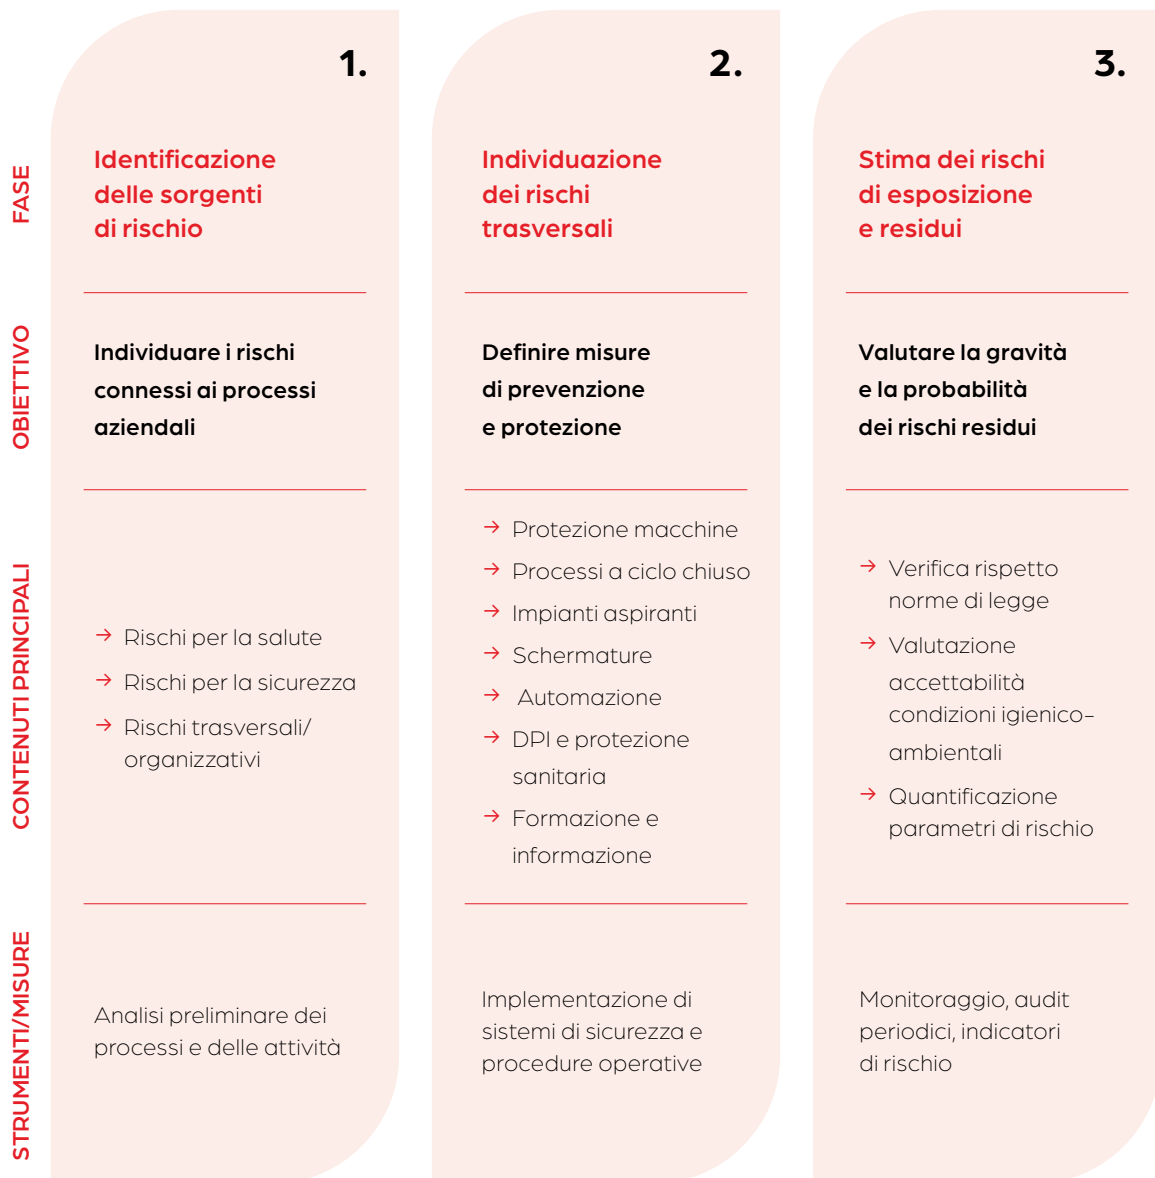 FASE
1.
Identificazione
delle sorgenti
di rischio
2.
Individuazione
dei rischi
trasversali
3.
Stima dei rischi
di esposizione
e residui
OBIETTIVO
Individuare i rischi
connessi ai processi
aziendali
Definire misure
di prevenzione
e protezione
Valutare la gravità
e la probabilità
dei rischi residui
CONTENUTI PRINCIPALI
→ Rischi per la salute
→ Rischi per la sicurezza
→ Rischi trasversali/
organizzativi
→ Protezione macchine
→ Processi a ciclo chiuso
→ Impianti aspiranti
→ Schermature
→ Automazione
→ DPI e protezione
sanitaria
→ Formazione e
informazione
→ Verifica rispetto
norme di legge
→ Valutazione
accettabilità
condizioni igienico-
ambientali
→ Quantificazione
parametri di rischio
STRUMENTI/MISURE
Analisi preliminare dei
processi e delle attività
Implementazione di
sistemi di sicurezza e
procedure operative
Monitoraggio, audit
periodici, indicatori
di rischio